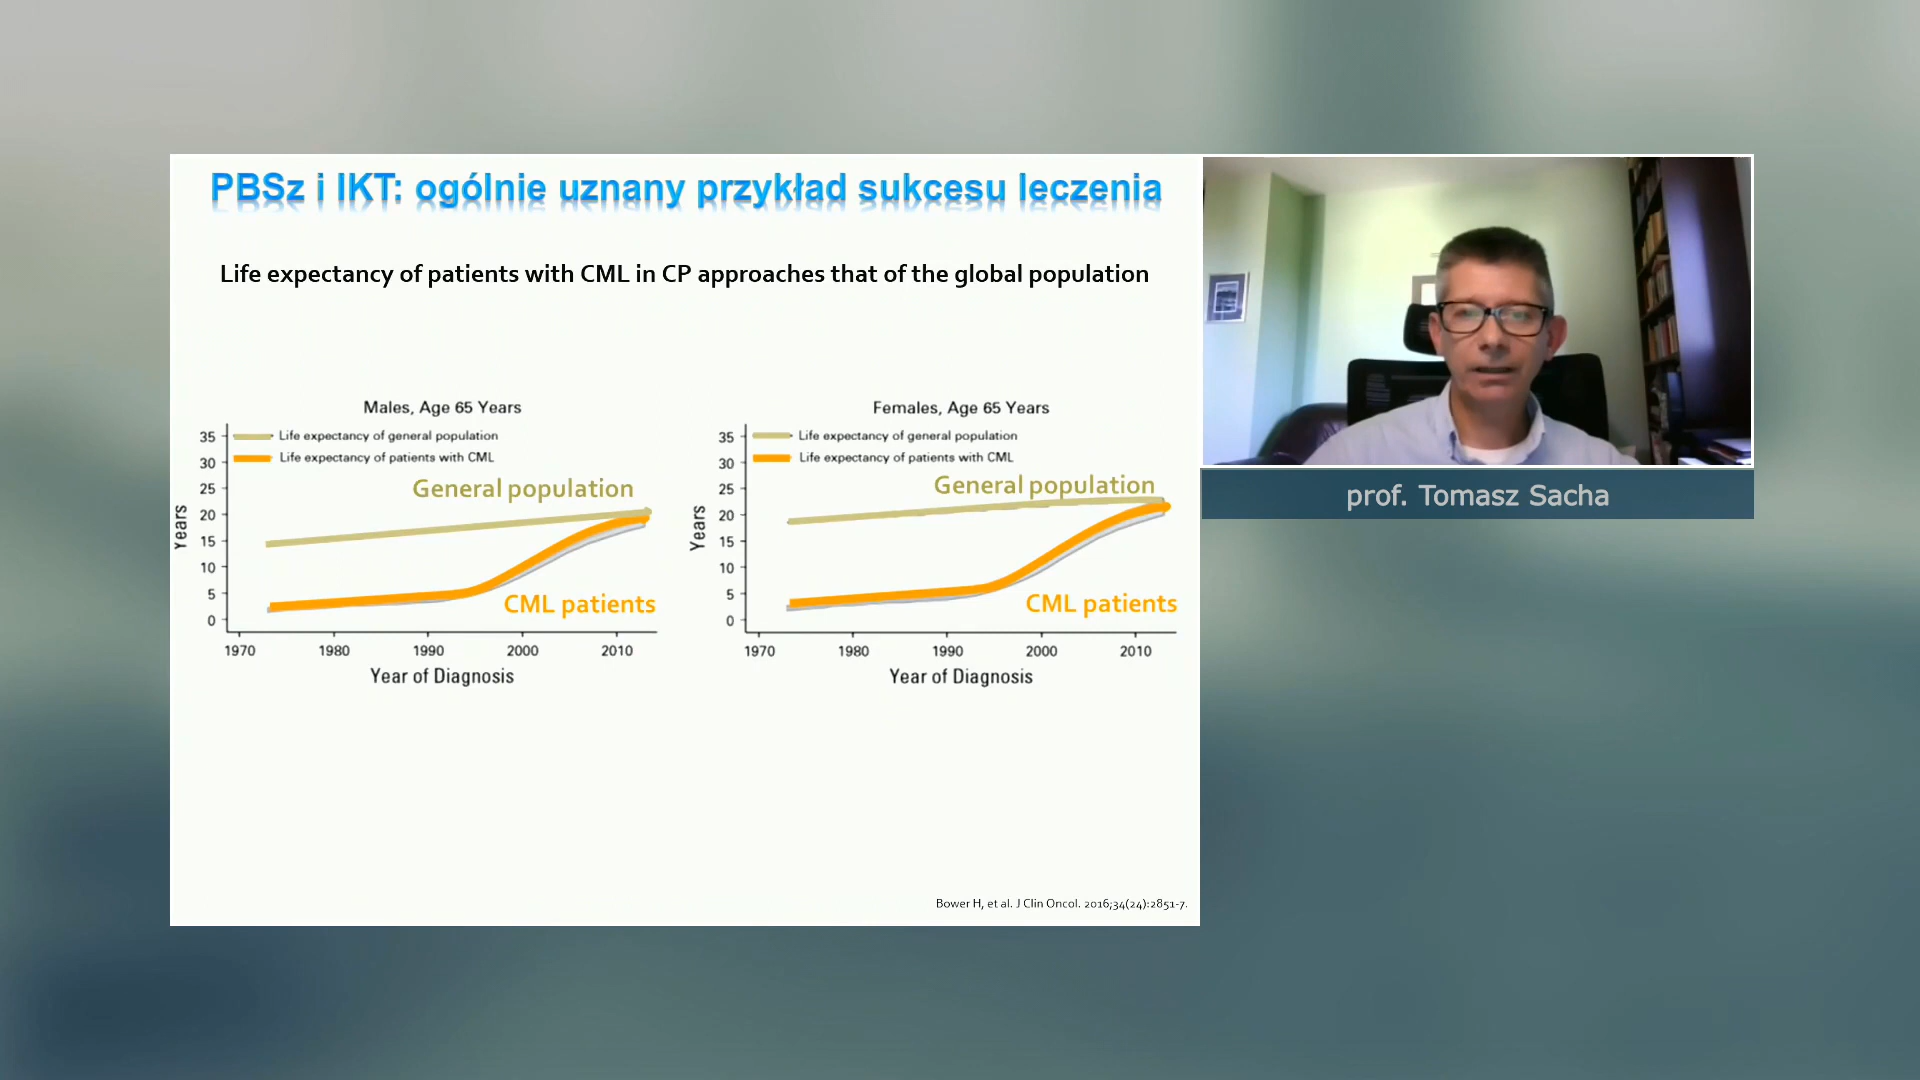 PBSz i IKT: ogólnie uznany przykład sukcesu leczenia
Life expectancy of patients with CML in CP approaches that of the global population
Males, Age 65 Years
35
30
25
20
15
10
5
0
Years
Life expectancy of general population
Life expectancy of patients with CML
General population
CML patients
1970 1980 1990 2000 2010
Year of Diagnosis
Females, Age 65 Years
35
30
25
20
15
10
5
0
Years
Life expectancy of general population
Life expectancy of patients with CML
General population
CML patients
1970 1980 1990 2000 2010
Year of Diagnosis
Bower H, et al. J Clin Oncol. 2016;34(24):2851-7.
prof. Tomasz Sacha